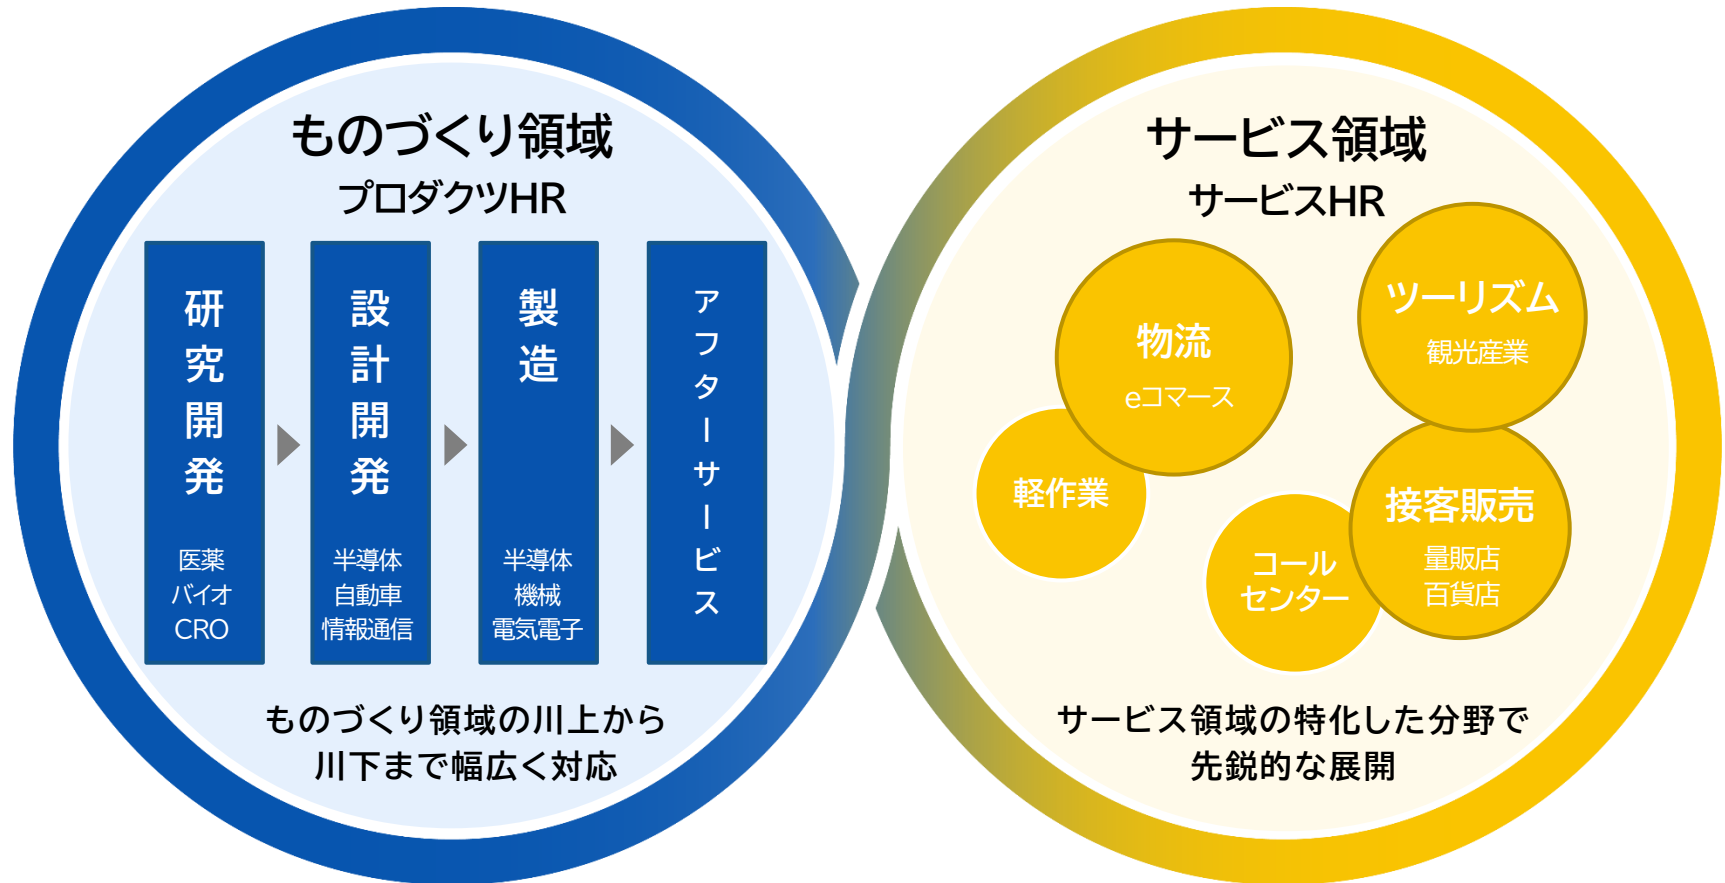 ものづくり領域
プロダクツHR
研究開発
医薬
バイオ
CRO
設計開発
半導体
自動車
情報通信
製造
半導体
機械
電気電子
アフターサービス
ものづくり領域の川上から
川下まで幅広く対応
サービス領域
サービスHR
物流
eコマース
ツーリズム
観光産業
軽作業
接客販売
量販店
百貨店
コール
センター
サービス領域の特化した分野で
先鋭的な展開